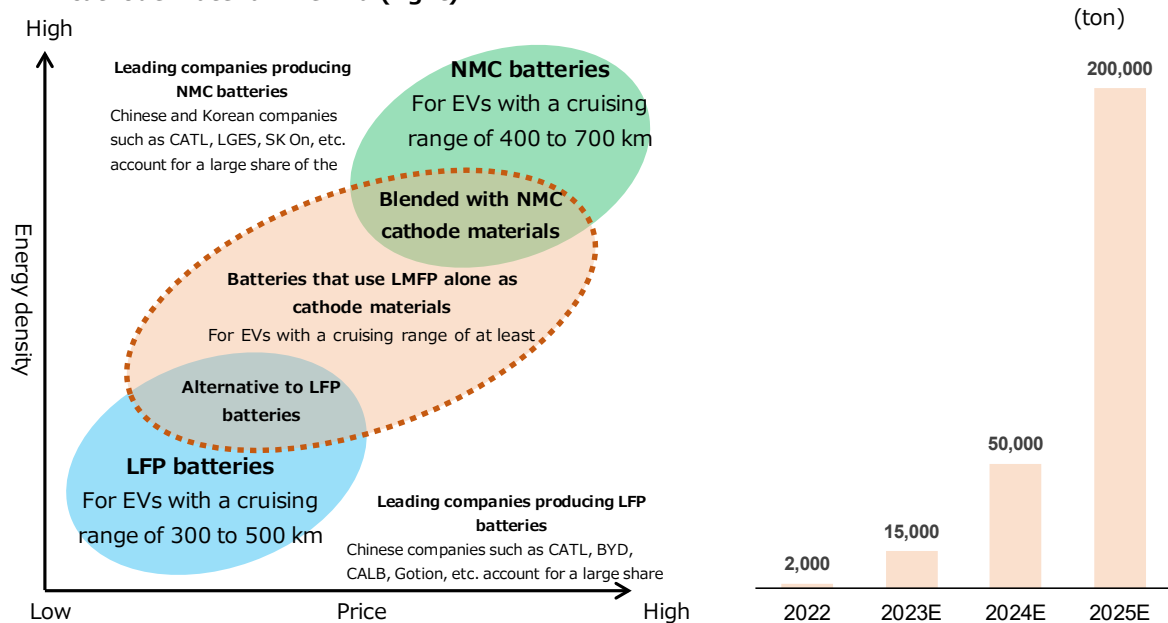 (ton)
High
Leading companies producing
NMC batteries
Chinese and Korean companies
such as CATL, LGES, SK On, etc.
account for a large share of the
NMC batteries
For EVs with a cruising
range of 400 to 700 km
Blended with NMC
cathode materials
Batteries that use LMFP alone as
cathode materials
For EVs with a cruising range of at least
Alternative to LFP
batteries
LFP batteries
For EVs with a cruising
range of 300 to 500 km
Leading companies producing LFP
batteries
Chinese companies such as CATL, BYD,
CALB, Gotion, etc. account for a large share
Energy density
Low
Price
High
200,000
50,000
15,000
2,000
2022
2023E
2024E
2025E